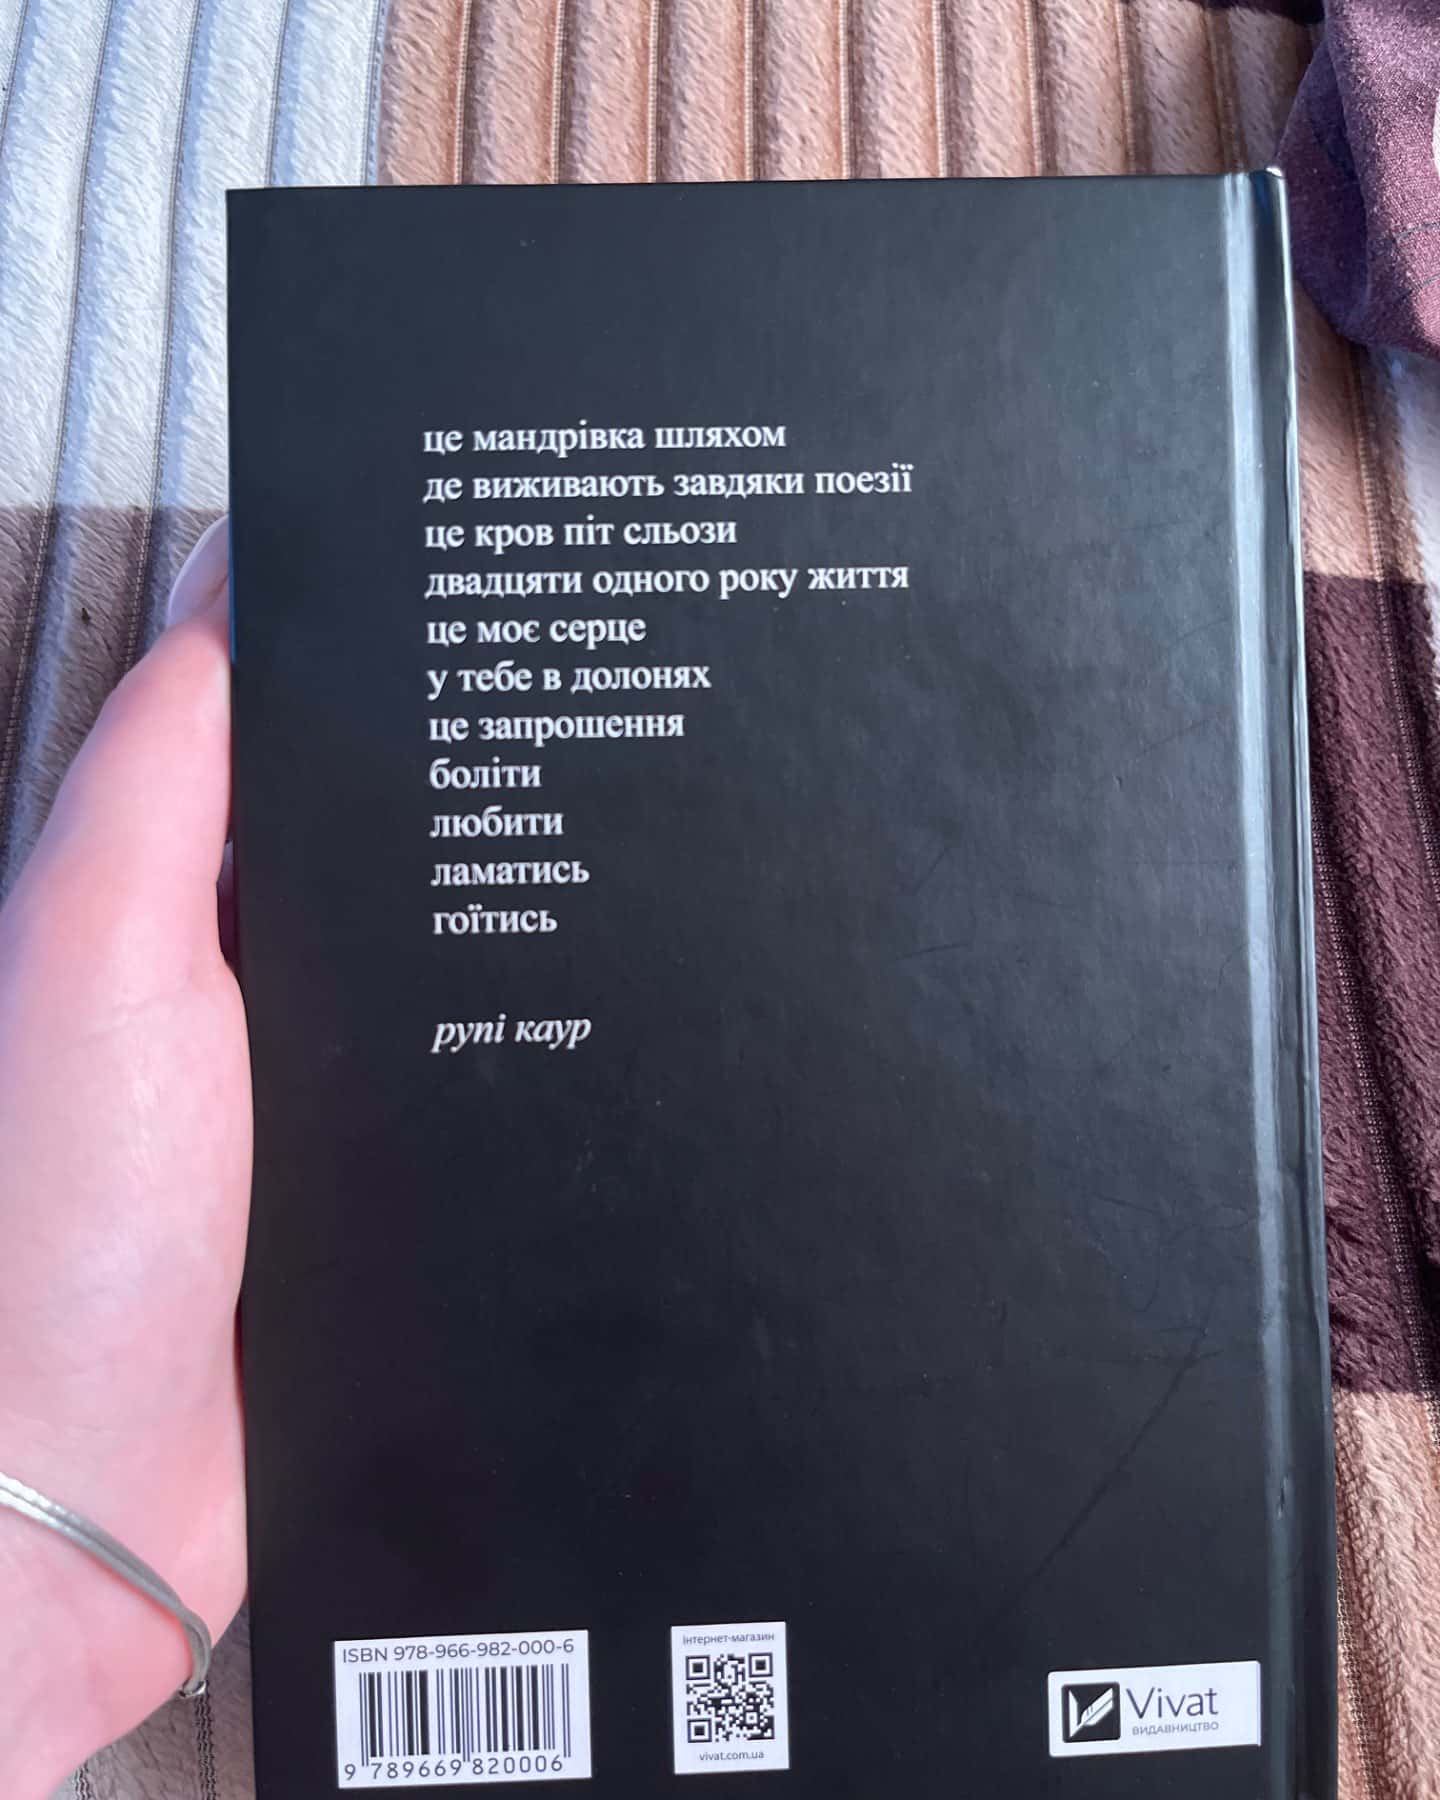 це мандрівка шляхом
де виживають завдяки поезії
це кров піт сльози
двадцяти одного року життя
це моє серце
у тебе в долонях
це запрошення
боліти
любити
ламатись
гоїтись
рупі каур
ISBN 978-966-982-000-6
9 789669 820006
інтернет-магазин
vivat.com.ua
Vivat
ВИДАВНИЦТВО